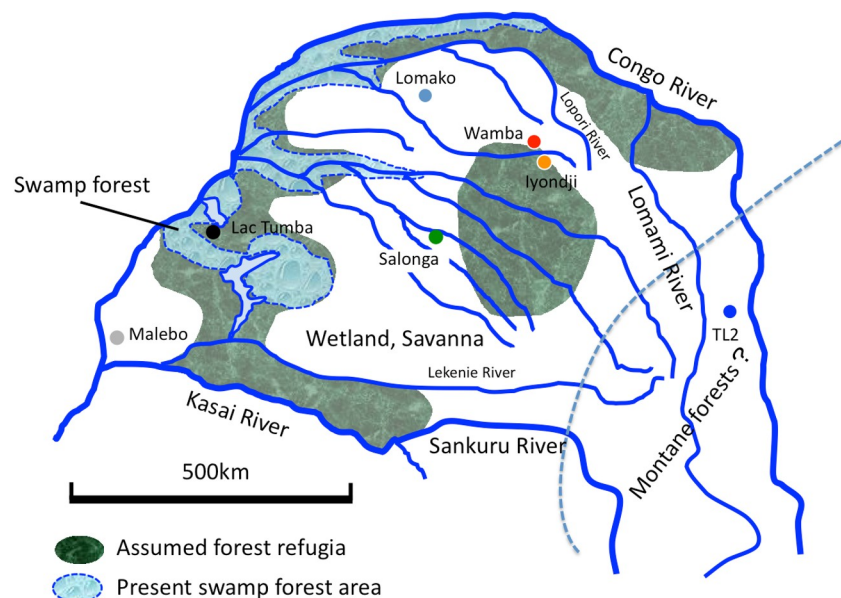 Congo River
Lomako
Lopori River
Wamba
Iyondji
Swamp forest
Lac Tumba
Lomami River
Salonga
Malebo
Wetland, Savanna
TL2
Lekenie River
Montane forests ?
Kasai River
Sankuru River
500km
Assumed forest refugia
Present swamp forest area